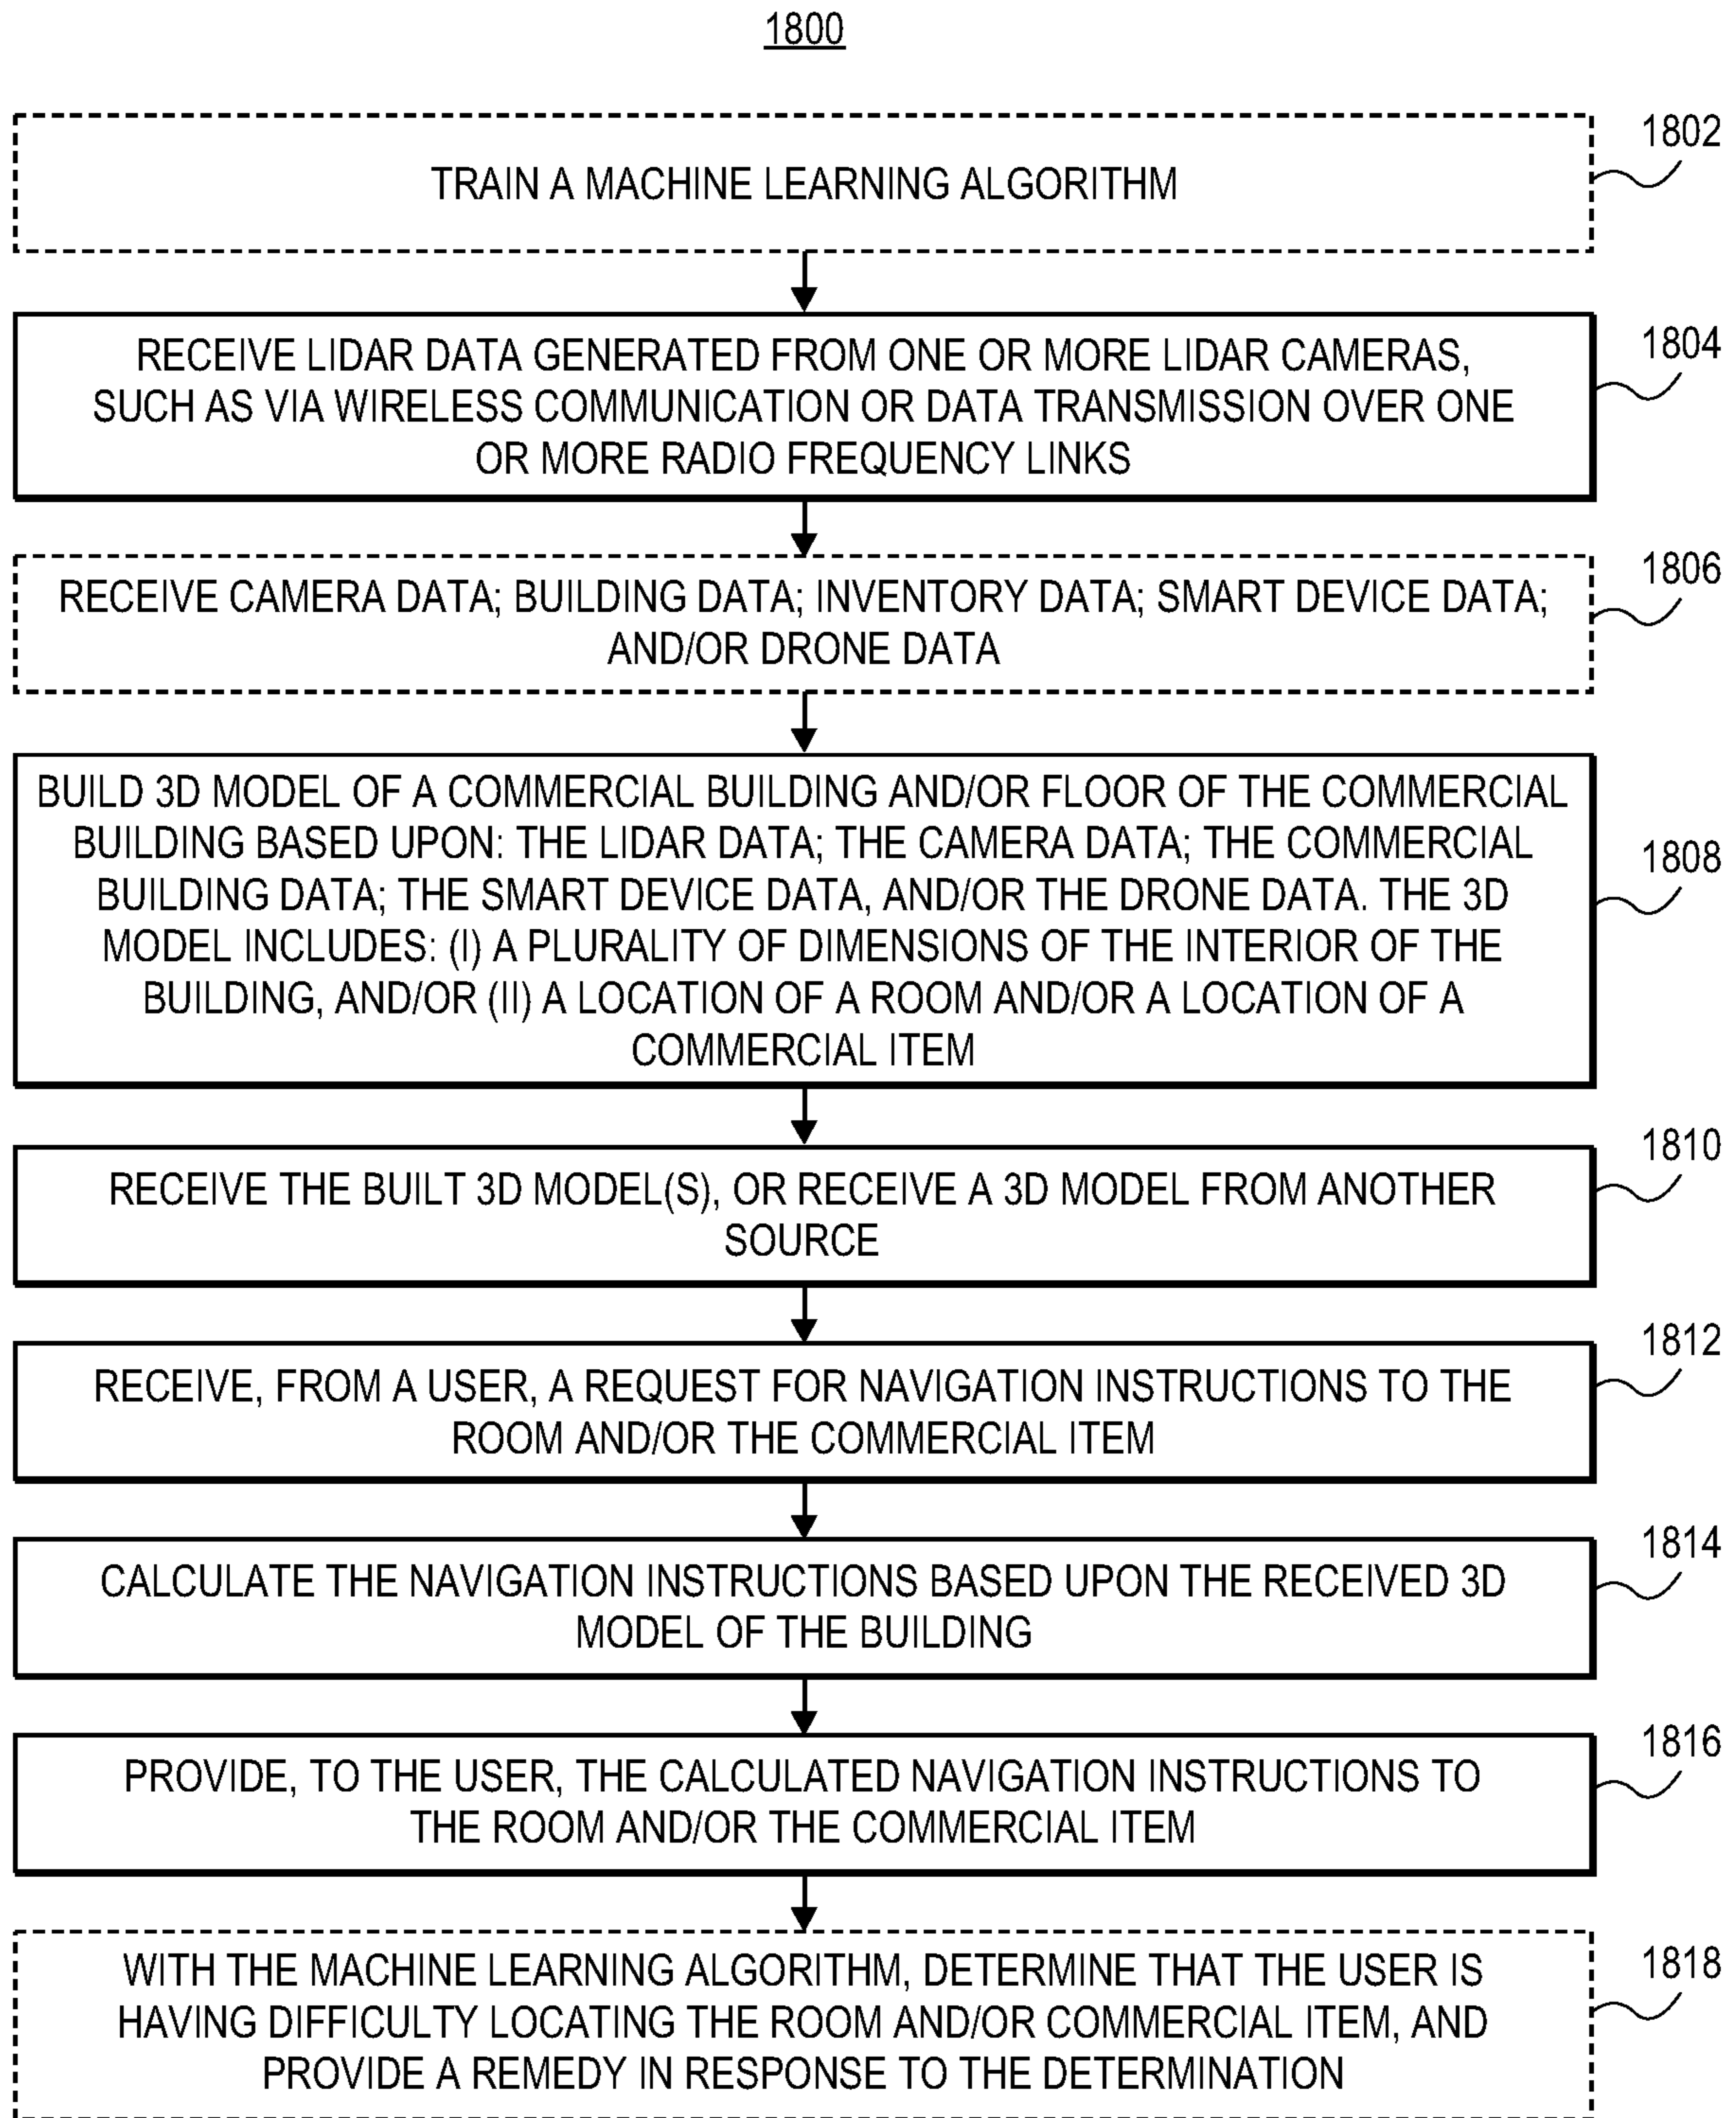 1800
1802
TRAIN A MACHINE LEARNING ALGORITHM
1804
RECEIVE LIDAR DATA GENERATED FROM ONE OR MORE LIDAR CAMERAS,
SUCH AS VIA WIRELESS COMMUNICATION OR DATA TRANSMISSION OVER ONE
OR MORE RADIO FREQUENCY LINKS
1806
RECEIVE CAMERA DATA; BUILDING DATA; INVENTORY DATA; SMART DEVICE DATA;
AND/OR DRONE DATA
1808
BUILD 3D MODEL OF A COMMERCIAL BUILDING AND/OR FLOOR OF THE COMMERCIAL
BUILDING BASED UPON: THE LIDAR DATA; THE CAMERA DATA; THE COMMERCIAL
BUILDING DATA; THE SMART DEVICE DATA, AND/OR THE DRONE DATA. THE 3D
MODEL INCLUDES: (I) A PLURALITY OF DIMENSIONS OF THE INTERIOR OF THE
BUILDING, AND/OR (II) A LOCATION OF A ROOM AND/OR A LOCATION OF A
COMMERCIAL ITEM
1810
RECEIVE THE BUILT 3D MODEL(S), OR RECEIVE A 3D MODEL FROM ANOTHER
SOURCE
1812
RECEIVE, FROM A USER, A REQUEST FOR NAVIGATION INSTRUCTIONS TO THE
ROOM AND/OR THE COMMERCIAL ITEM
1814
CALCULATE THE NAVIGATION INSTRUCTIONS BASED UPON THE RECEIVED 3D
MODEL OF THE BUILDING
1816
PROVIDE, TO THE USER, THE CALCULATED NAVIGATION INSTRUCTIONS TO
THE ROOM AND/OR THE COMMERCIAL ITEM
1818
WITH THE MACHINE LEARNING ALGORITHM, DETERMINE THAT THE USER IS
HAVING DIFFICULTY LOCATING THE ROOM AND/OR COMMERCIAL ITEM, AND
PROVIDE A REMEDY IN RESPONSE TO THE DETERMINATION